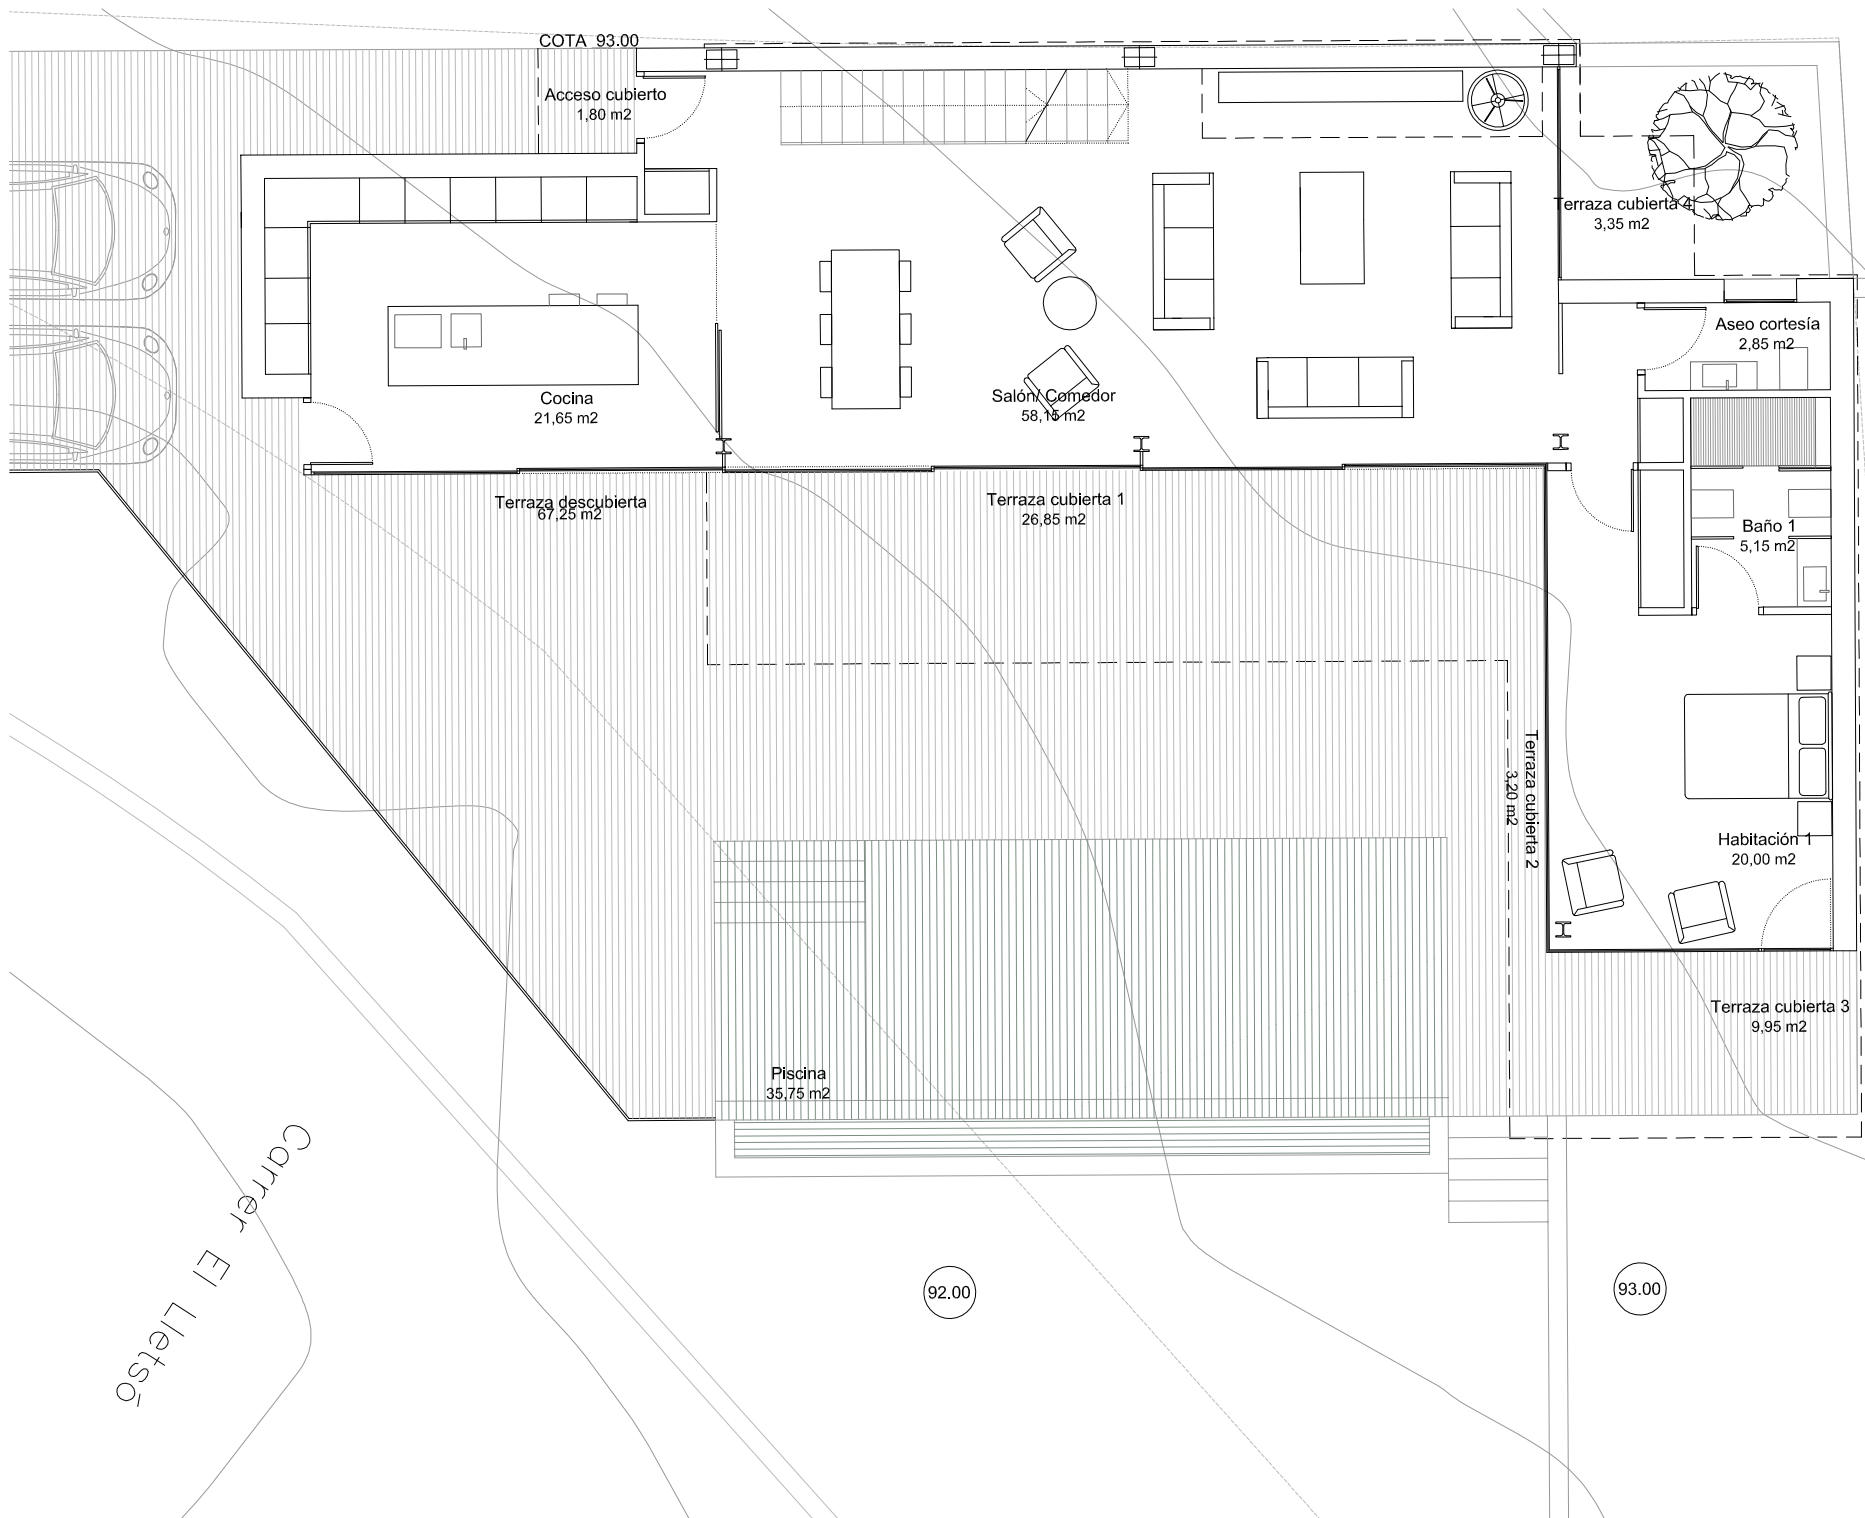 COTA 93.00
Acceso cubierto
1,80 m2
Terraza cubierta 4
3,35 m2
Aseo cortesía
2,85 m2
Cocina
21,65 m2
Salón/ Comedor
58,15 m2
Terraza descubierta
67,25 m2
Terraza cubierta 1
26,85 m2
Baño 1
5,15 m2
Terraza cubierta 2
3,20 m2
Habitación 1
20,00 m2
Terraza cubierta 3
9,95 m2
Piscina
35,75 m2
Carrer El Lletsó
92.00
93.00